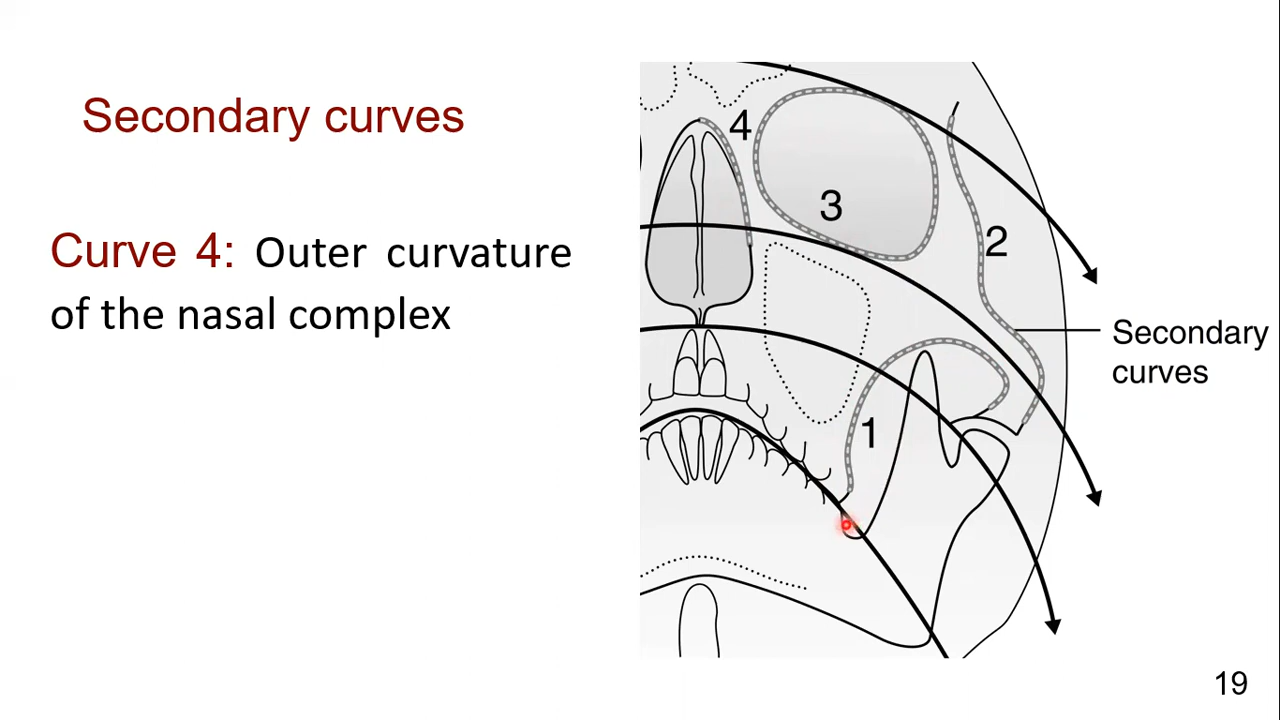 Secondary curves
Curve 4: Outer curvature
of the nasal complex
4
3
2
1
Secondary
curves
19